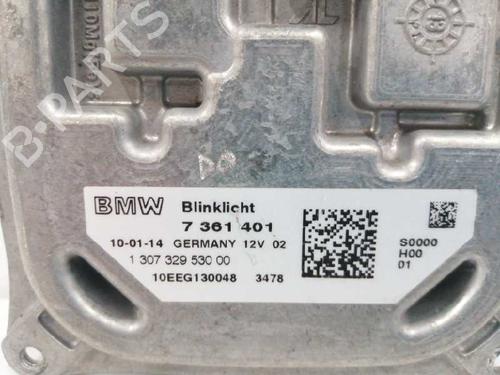 B-PARTS
BMW Blinklicht
7 361 401
10-01-14 GERMANY 12V 02
1 307 329 530 00
10EEG130048 3478
S0000
H00
01